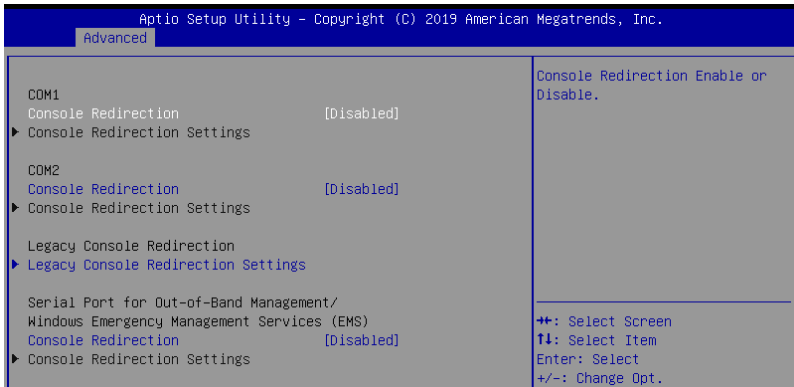 Aptio Setup Utility – Copyright (C) 2019 American Megatrends, Inc.
Advanced
COM1
Console Redirection [Disabled]
Console Redirection Settings
COM2
Console Redirection [Disabled]
Console Redirection Settings
Legacy Console Redirection
Legacy Console Redirection Settings
Serial Port for Out-of-Band Management/
Windows Emergency Management Services (EMS)
Console Redirection [Disabled]
Console Redirection Settings
Console Redirection Enable or
Disable.
→←: Select Screen
↑↓: Select Item
Enter: Select
+/-: Change Opt.